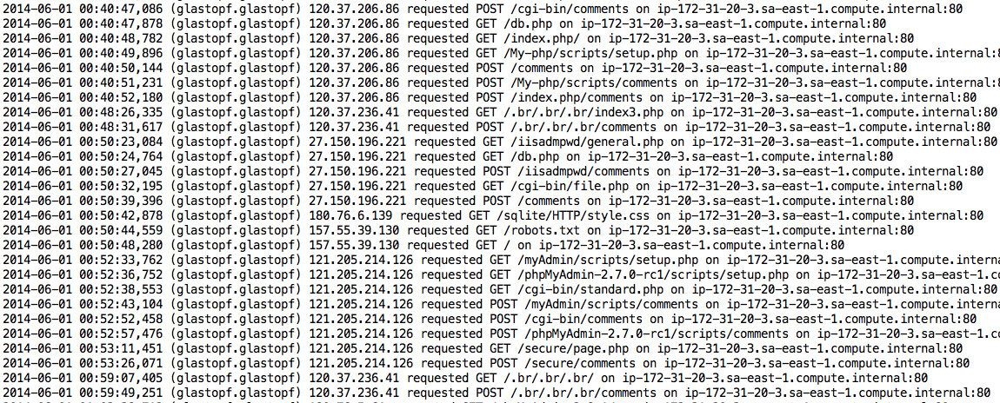 2014-06-01 00:40:47,086 (glastopf.glastopf) 120.37.206.86 requested POST /cgi-bin/comments on ip-172-31-20-3.sa-east-1.compute.internal:80
2014-06-01 00:40:47,878 (glastopf.glastopf) 120.37.206.86 requested GET /db.php on ip-172-31-20-3.sa-east-1.compute.internal:80
2014-06-01 00:40:48,782 (glastopf.glastopf) 120.37.206.86 requested GET /index.php/ on ip-172-31-20-3.sa-east-1.compute.internal:80
2014-06-01 00:40:49,896 (glastopf.glastopf) 120.37.206.86 requested GET /My-php/scripts/setup.php on ip-172-31-20-3.sa-east-1.compute.internal:
2014-06-01 00:40:50,144 (glastopf.glastopf) 120.37.206.86 requested POST /comments on ip-172-31-20-3.sa-east-1.compute.internal:80
2014-06-01 00:40:51,231 (glastopf.glastopf) 120.37.206.86 requested POST /My-php/scripts/comments on ip-172-31-20-3.sa-east-1.compute.internal:
2014-06-01 00:40:52,180 (glastopf.glastopf) 120.37.206.86 requested POST /index.php/comments on ip-172-31-20-3.sa-east-1.compute.internal:80
2014-06-01 00:48:26,335 (glastopf.glastopf) 120.37.236.41 requested GET /.br/.br/.br/index3.php on ip-172-31-20-3.sa-east-1.compute.internal:80
2014-06-01 00:48:31,617 (glastopf.glastopf) 120.37.236.41 requested POST /.br/.br/.br/comments on ip-172-31-20-3.sa-east-1.compute.internal:80
2014-06-01 00:50:23,084 (glastopf.glastopf) 27.150.196.221 requested GET /iisadmpwd/general.php on ip-172-31-20-3.sa-east-1.compute.internal:80
2014-06-01 00:50:24,764 (glastopf.glastopf) 27.150.196.221 requested GET /db.php on ip-172-31-20-3.sa-east-1.compute.internal:80
2014-06-01 00:50:27,045 (glastopf.glastopf) 27.150.196.221 requested POST /iisadmpwd/comments on ip-172-31-20-3.sa-east-1.compute.internal:80
2014-06-01 00:50:32,195 (glastopf.glastopf) 27.150.196.221 requested GET /cgi-bin/file.php on ip-172-31-20-3.sa-east-1.compute.internal:80
2014-06-01 00:50:39,396 (glastopf.glastopf) 27.150.196.221 requested POST /comments on ip-172-31-20-3.sa-east-1.compute.internal:80
2014-06-01 00:50:42,878 (glastopf.glastopf) 180.76.6.139 requested GET /sqlite/HTTP/style.css on ip-172-31-20-3.sa-east-1.compute.internal:80
2014-06-01 00:50:44,559 (glastopf.glastopf) 157.55.39.130 requested GET /robots.txt on ip-172-31-20-3.sa-east-1.compute.internal:80
2014-06-01 00:50:48,280 (glastopf.glastopf) 157.55.39.130 requested GET / on ip-172-31-20-3.sa-east-1.compute.internal:80
2014-06-01 00:52:33,762 (glastopf.glastopf) 121.205.214.126 requested GET /myAdmin/scripts/setup.php on ip-172-31-20-3.sa-east-1.compute.interna
2014-06-01 00:52:36,752 (glastopf.glastopf) 121.205.214.126 requested GET /phpMyAdmin-2.7.0-rc1/scripts/setup.php on ip-172-31-20-3.sa-east-1.co
2014-06-01 00:52:38,553 (glastopf.glastopf) 121.205.214.126 requested GET /cgi-bin/standard.php on ip-172-31-20-3.sa-east-1.compute.internal:80
2014-06-01 00:52:43,104 (glastopf.glastopf) 121.205.214.126 requested POST /myAdmin/scripts/comments on ip-172-31-20-3.sa-east-1.compute.interna
2014-06-01 00:52:52,458 (glastopf.glastopf) 121.205.214.126 requested POST /cgi-bin/comments on ip-172-31-20-3.sa-east-1.compute.internal:80
2014-06-01 00:52:57,476 (glastopf.glastopf) 121.205.214.126 requested POST /phpMyAdmin-2.7.0-rc1/scripts/comments on ip-172-31-20-3.sa-east-1.co
2014-06-01 00:53:11,451 (glastopf.glastopf) 121.205.214.126 requested GET /secure/page.php on ip-172-31-20-3.sa-east-1.compute.internal:80
2014-06-01 00:53:26,071 (glastopf.glastopf) 121.205.214.126 requested POST /secure/comments on ip-172-31-20-3.sa-east-1.compute.internal:80
2014-06-01 00:59:07,405 (glastopf.glastopf) 120.37.236.41 requested GET /.br/.br/.br/ on ip-172-31-20-3.sa-east-1.compute.internal:80
2014-06-01 00:59:49,251 (glastopf.glastopf) 120.37.236.41 requested POST /.br/.br/.br/comments on ip-172-31-20-3.sa-east-1.compute.internal:80